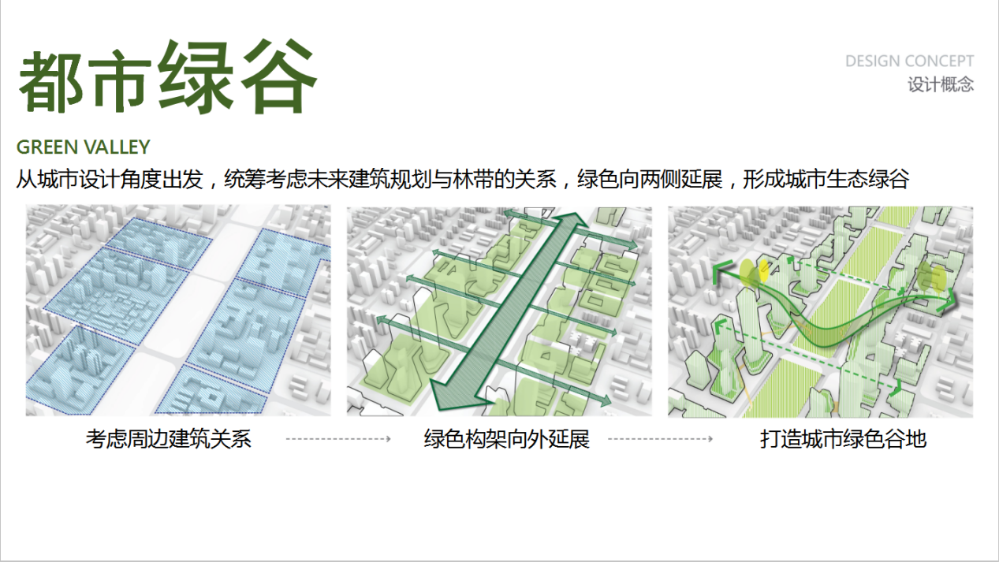 都市绿谷
DESIGN CONCEPT
设计概念
GREEN VALLEY
从城市设计角度出发，统筹考虑未来建筑规划与林带的关系，绿色向两侧延展，形成城市生态绿谷
考虑周边建筑关系
绿色构架向外延展
打造城市绿色谷地